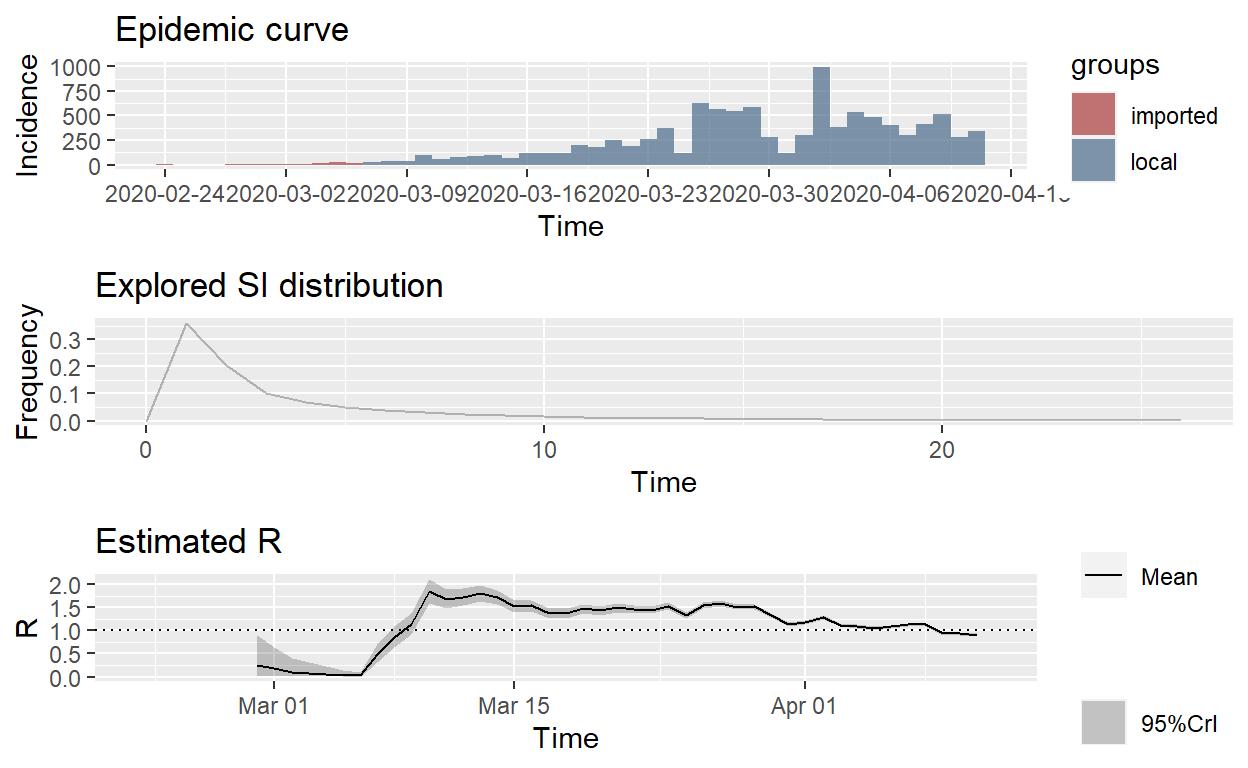 Epidemic curve
Incidence
1000
750
500
250
0
2020-02-24 2020-03-02 2020-03-09 2020-03-16 2020-03-23 2020-03-30 2020-04-06
Time
groups
imported
local
Explored SI distribution
Frequency
0.3
0.2
0.1
0.0
0 10 20
Time
Estimated R
R
2.0
1.5
1.0
0.5
0.0
Mar 01 Mar 15 Apr 01
Time
Mean
95%CrI